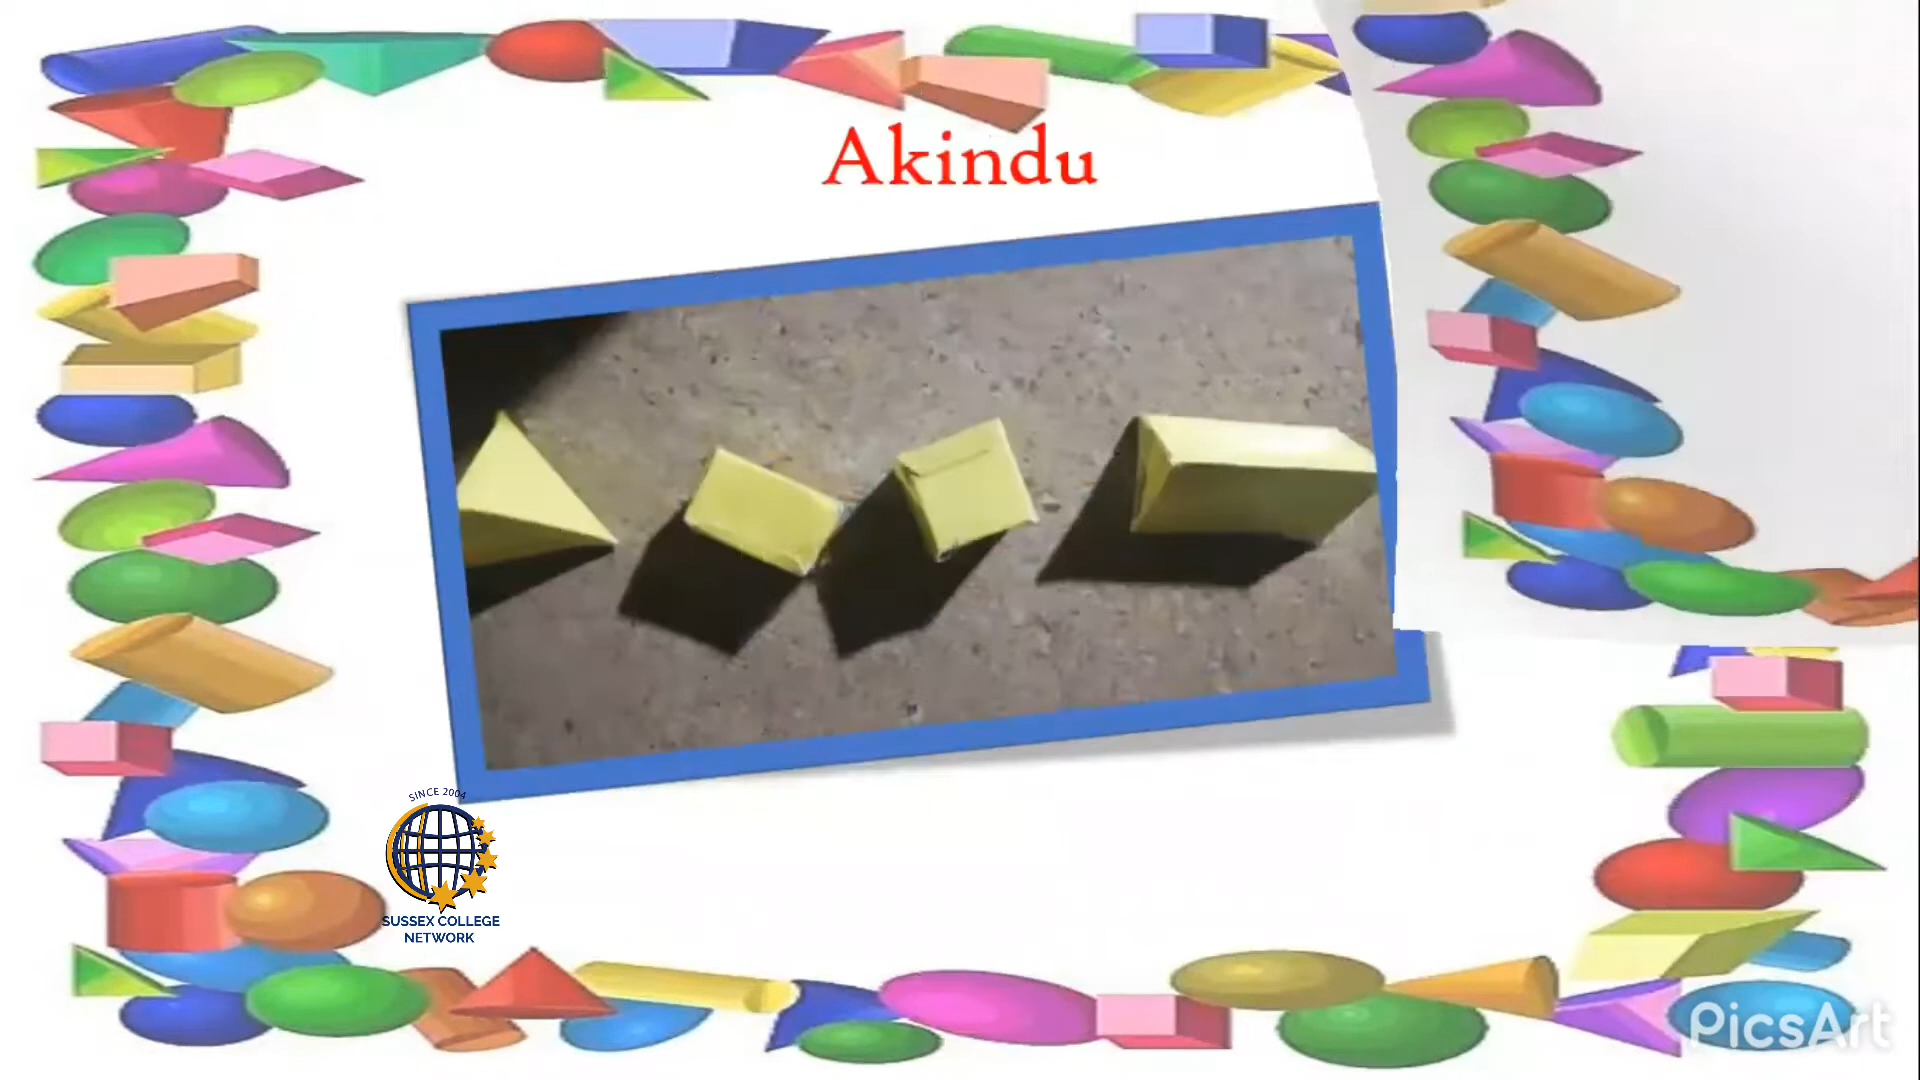 Akindu
SINCE 2004
SUSSEX COLLEGE
NETWORK
PicsArt